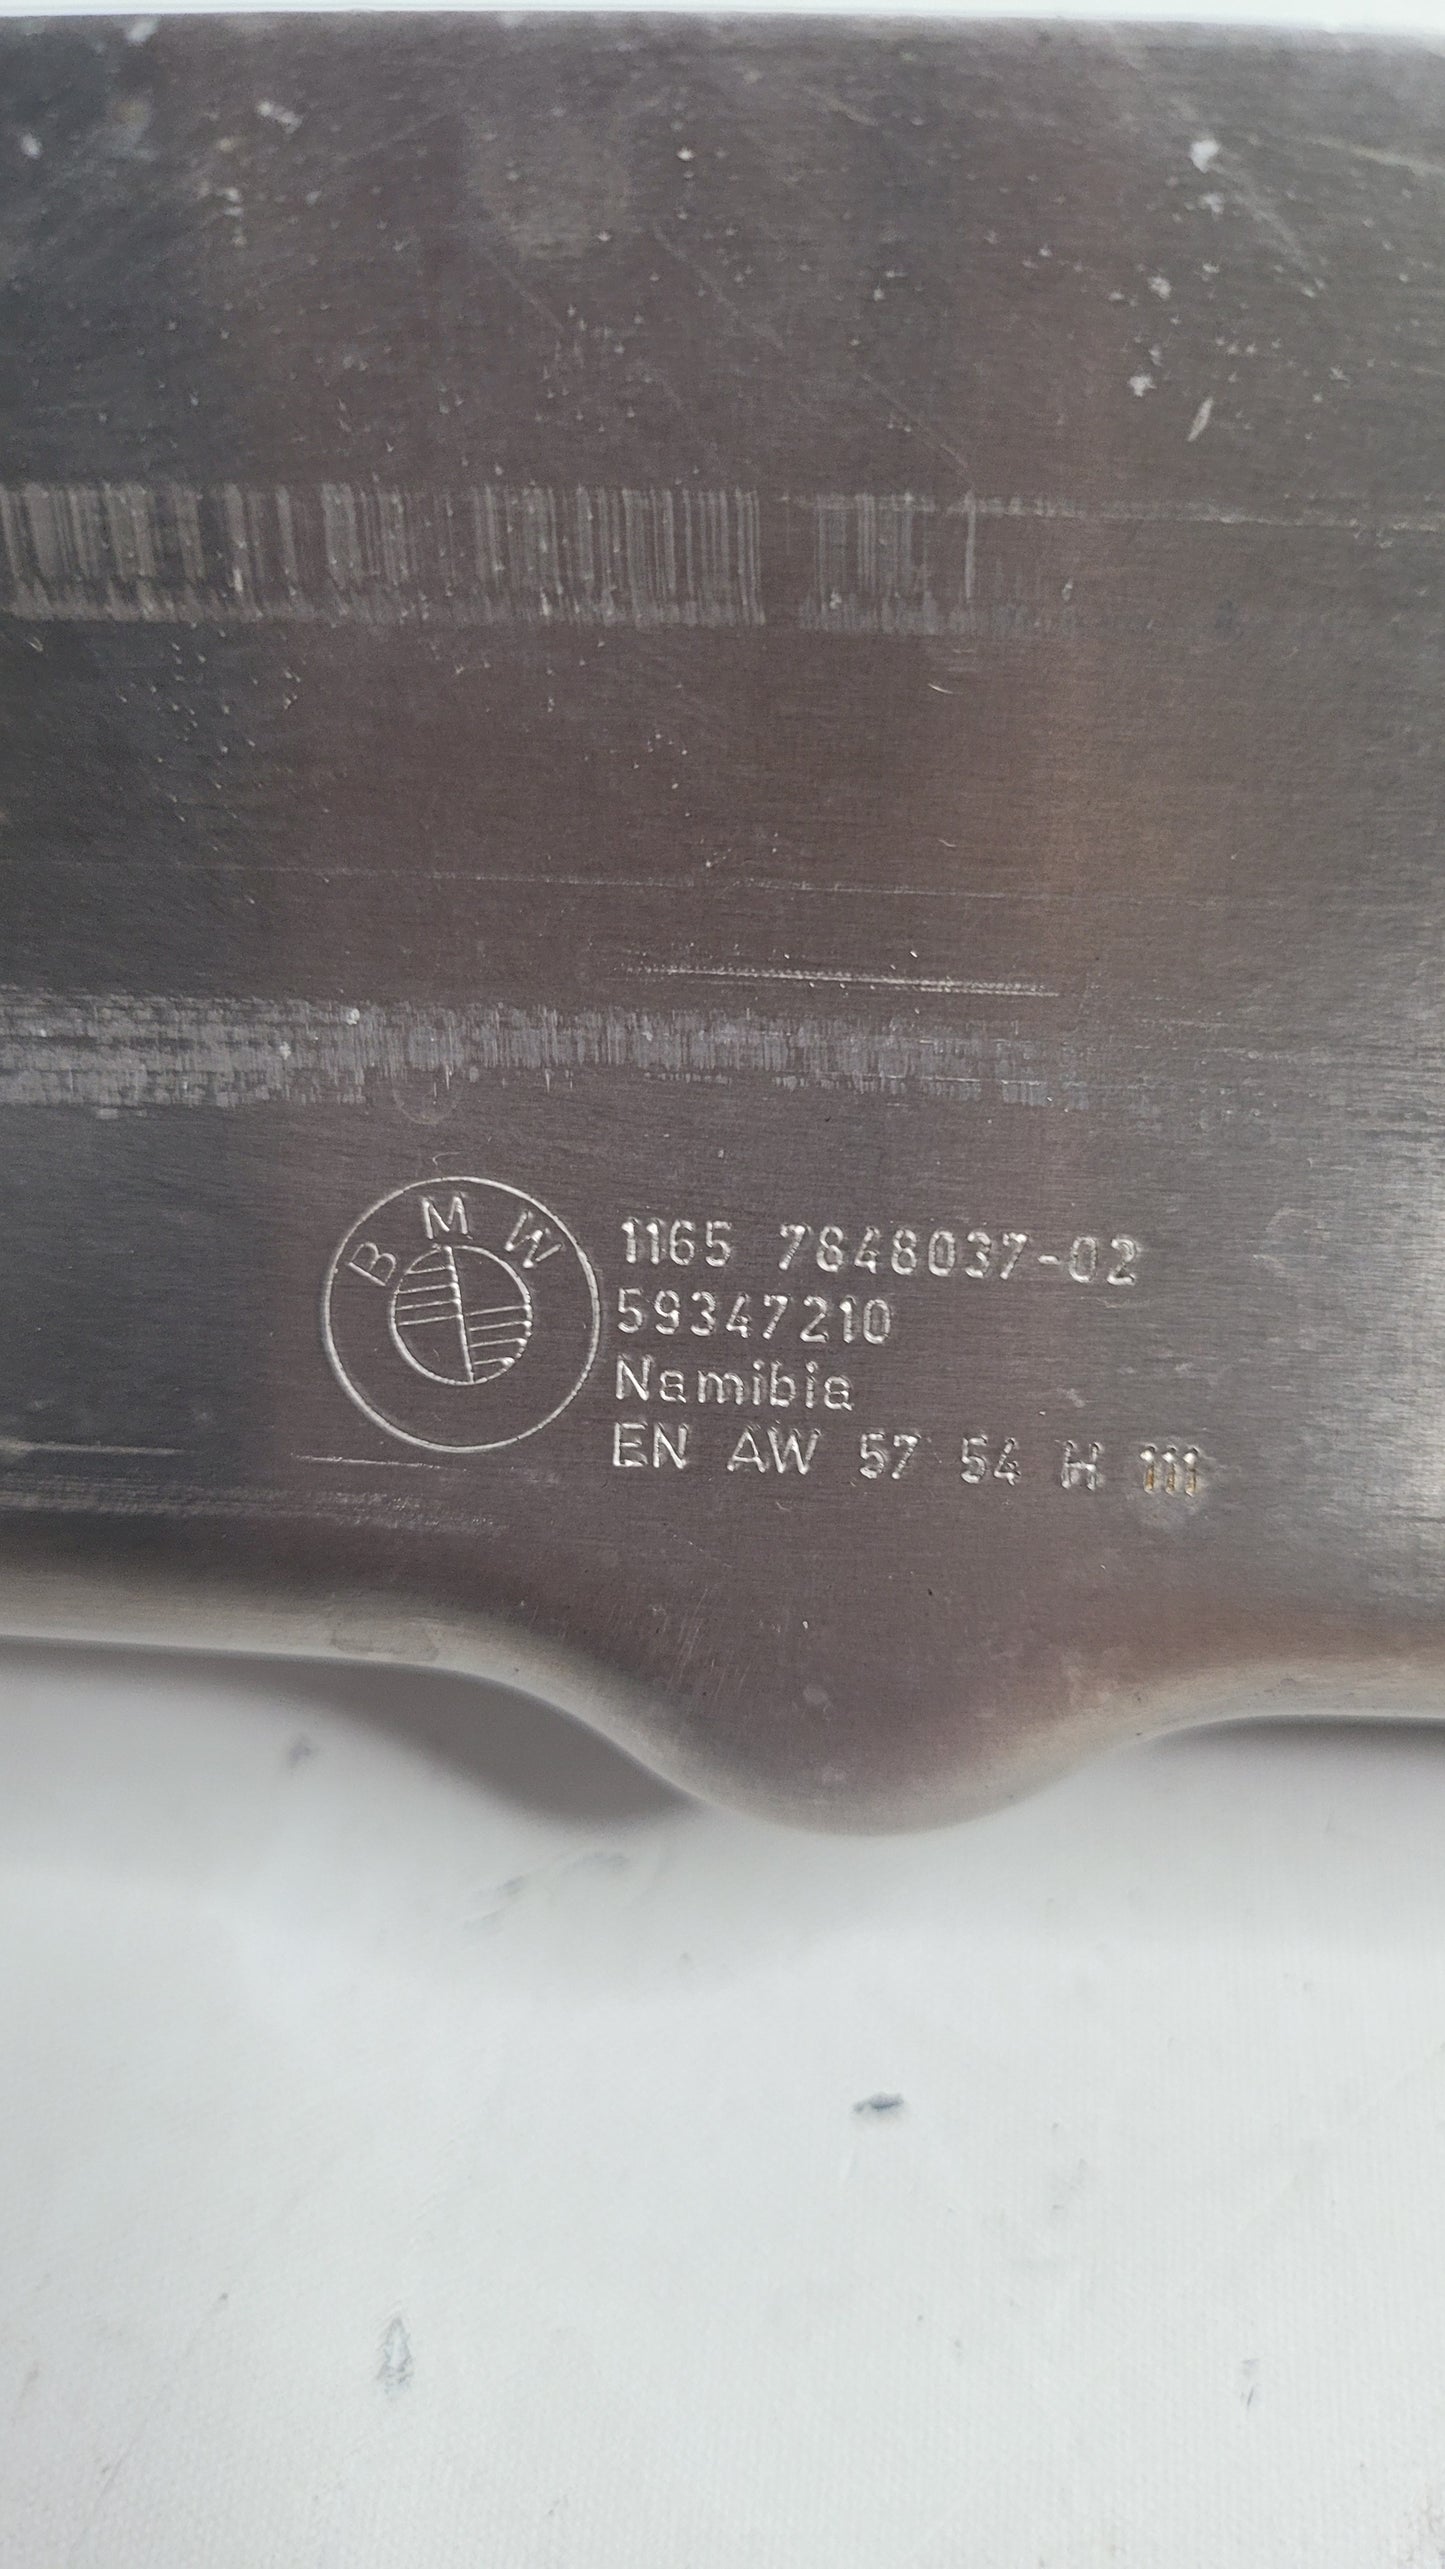 BMW
1165 7848037-02
59347210
Namibia
EN AW 57 54 H 111